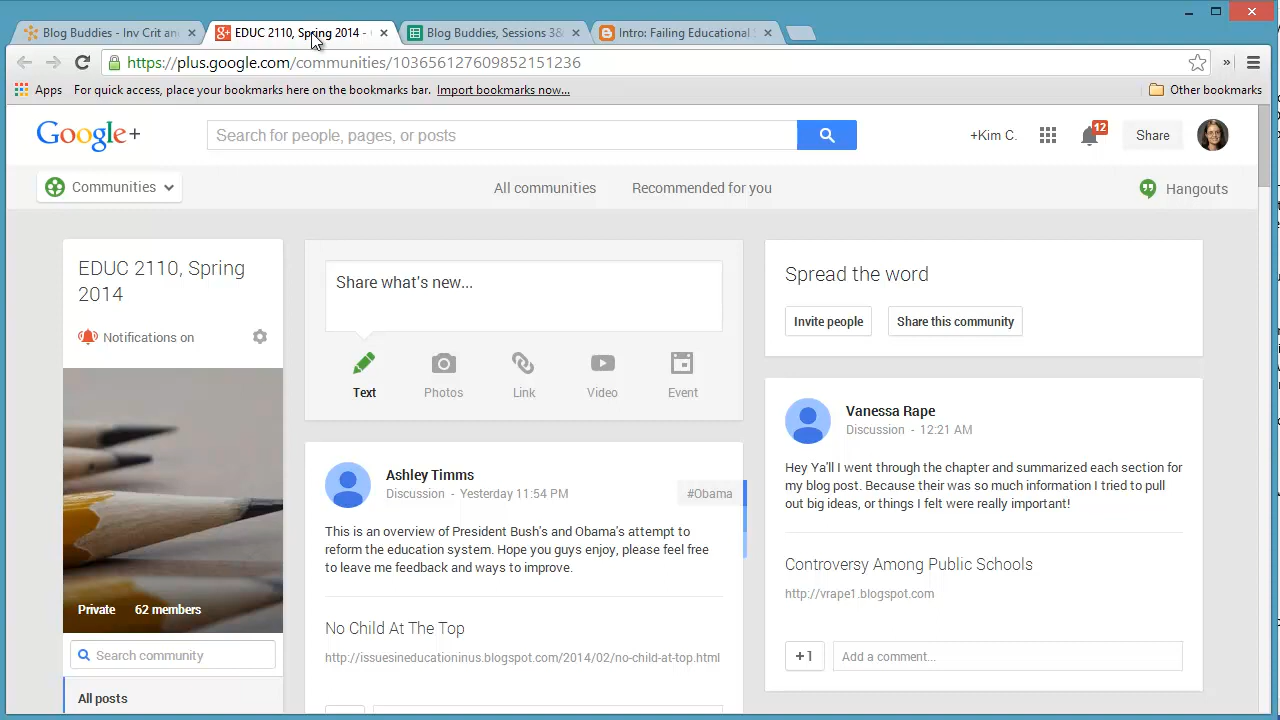 Blog Buddies - Inv Crit an
EDUC 2110, Spring 2014 -
Blog Buddies, Sessions 3&
Intro: Failing Educational
https://plus.google.com/communities/103656127609852151236
Apps
For quick access, place your bookmarks here on the bookmarks bar. Import bookmarks now...
Other bookmarks
Google+
Search for people, pages, or posts
+Kim C.
12
Share
Communities
All communities
Recommended for you
Hangouts
EDUC 2110, Spring
2014
Notifications on
Private
62 members
Search community
All posts
Share what's new...
Text
Photos
Link
Video
Event
Ashley Timms
Discussion - Yesterday 11:54 PM
#Obama
This is an overview of President Bush's and Obama's attempt to
reform the education system. Hope you guys enjoy, please feel free
to leave me feedback and ways to improve.
No Child At The Top
http://issuesineducationinus.blogspot.com/2014/02/no-child-at-top.html
Spread the word
Invite people
Share this community
Vanessa Rape
Discussion - 12:21 AM
Hey Ya'll I went through the chapter and summarized each section for
my blog post. Because their was so much information I tried to pull
out big ideas, or things I felt were really important!
Controversy Among Public Schools
http://vrape1.blogspot.com
+1
Add a comment...